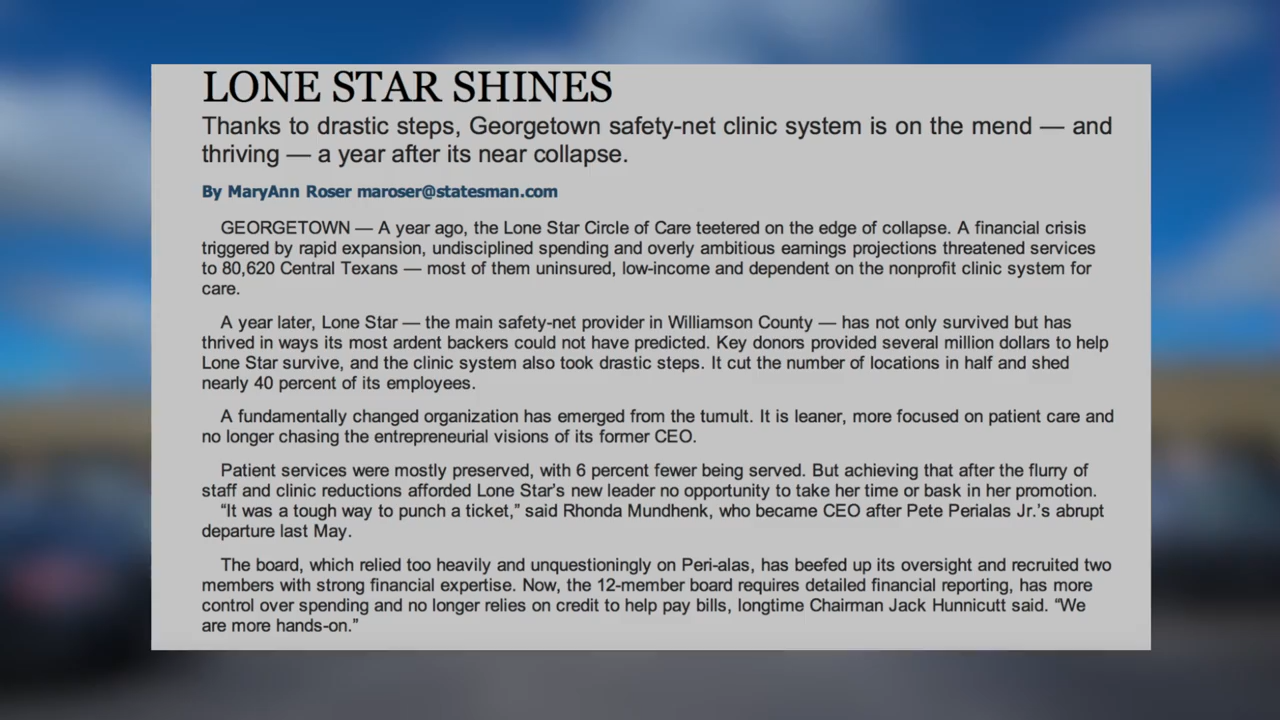 LONE STAR SHINES
Thanks to drastic steps, Georgetown safety-net clinic system is on the mend — and
thriving — a year after its near collapse.
By MaryAnn Roser maroser@statesman.com
GEORGETOWN — A year ago, the Lone Star Circle of Care teetered on the edge of collapse. A financial crisis
triggered by rapid expansion, undisciplined spending and overly ambitious earnings projections threatened services
to 80,620 Central Texans — most of them uninsured, low-income and dependent on the nonprofit clinic system for
care.
A year later, Lone Star — the main safety-net provider in Williamson County — has not only survived but has
thrived in ways its most ardent backers could not have predicted. Key donors provided several million dollars to help
Lone Star survive, and the clinic system also took drastic steps. It cut the number of locations in half and shed
nearly 40 percent of its employees.
A fundamentally changed organization has emerged from the tumult. It is leaner, more focused on patient care and
no longer chasing the entrepreneurial visions of its former CEO.
Patient services were mostly preserved, with 6 percent fewer being served. But achieving that after the flurry of
staff and clinic reductions afforded Lone Star's new leader no opportunity to take her time or bask in her promotion.
“It was a tough way to punch a ticket,” said Rhonda Mundhenk, who became CEO after Pete Perialas Jr.’s abrupt
departure last May.
The board, which relied too heavily and unquestioningly on Peri-alas, has beefed up its oversight and recruited two
members with strong financial expertise. Now, the 12-member board requires detailed financial reporting, has more
control over spending and no longer relies on credit to help pay bills, longtime Chairman Jack Hunnicutt said. “We
are more hands-on.”